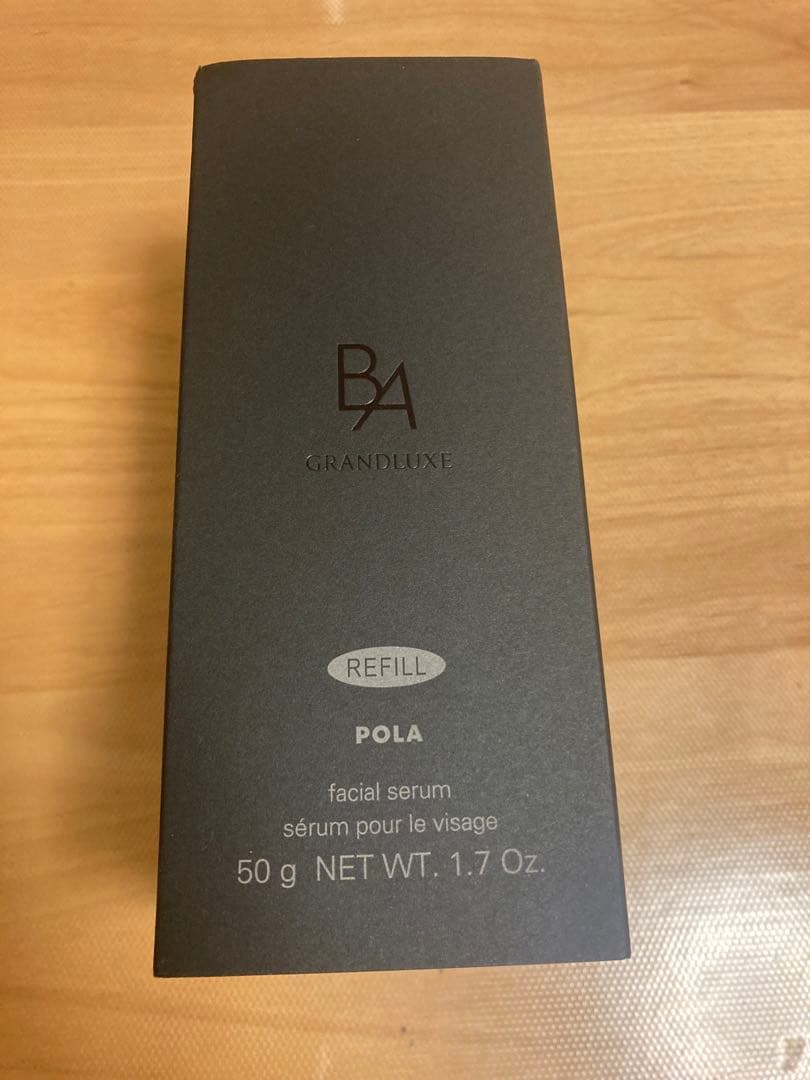 BA
GRANDLUXE
REFILL
POLA
facial serum
sérum pour le visage
50 g NET WT. 1.7 Oz.